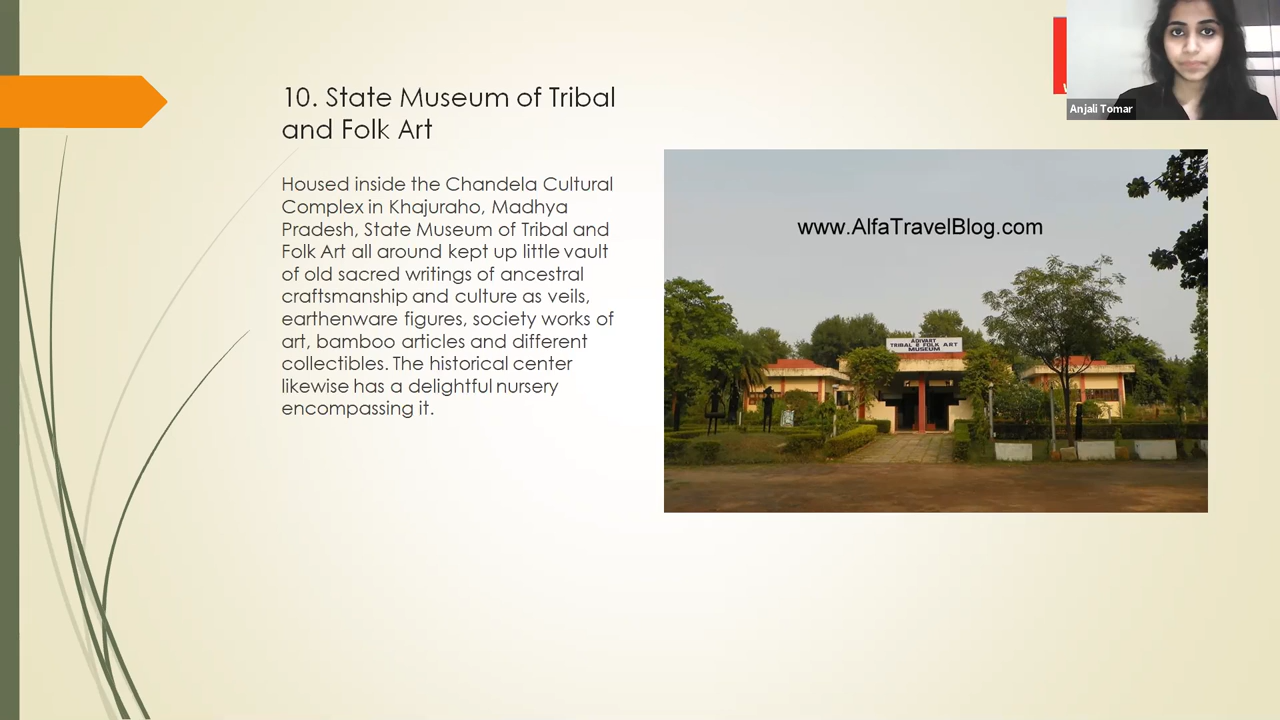 10. State Museum of Tribal
and Folk Art
Housed inside the Chandela Cultural
Complex in Khajuraho, Madhya
Pradesh, State Museum of Tribal and
Folk Art all around kept up little vault
of old sacred writings of ancestral
craftsmanship and culture as veils,
earthenware figures, society works of
art, bamboo articles and different
collectibles. The historical center
likewise has a delightful nursery
encompassing it.
Anjali Tomar
www.AlfaTravelBlog.com
ADIVART
TRIBAL & FOLK ART
MUSEUM